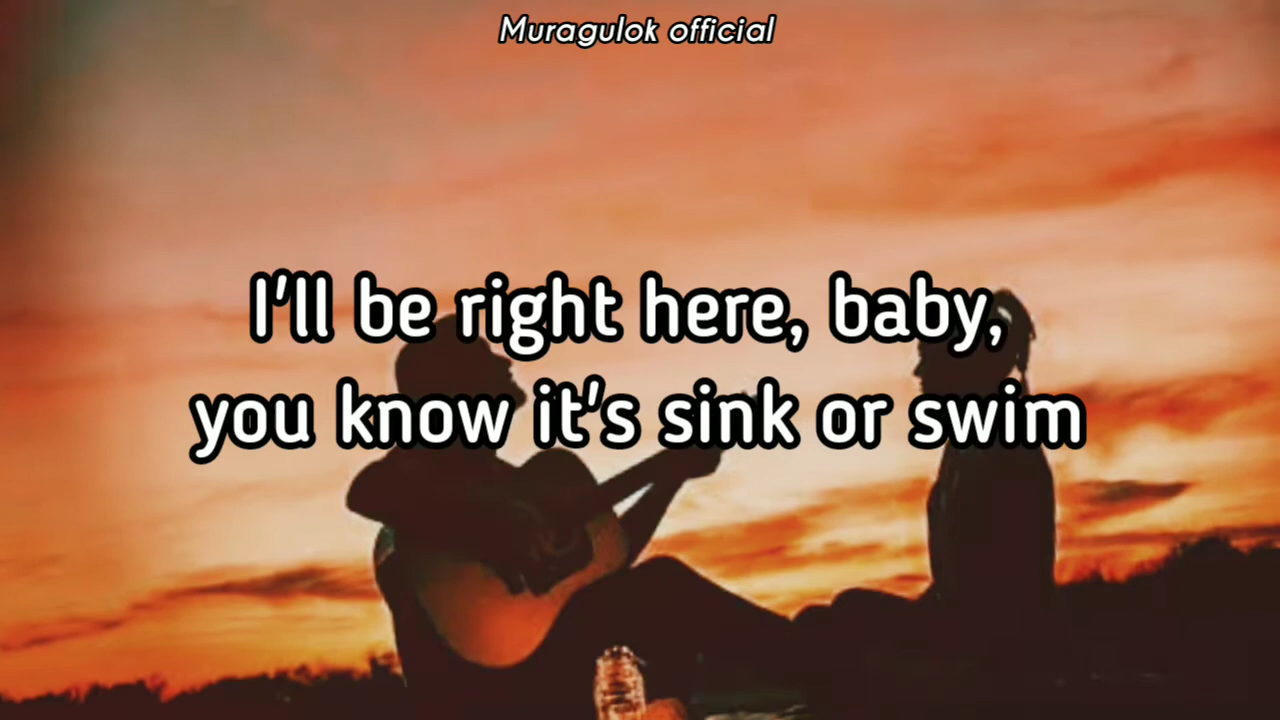 Muragulok official
I'll be right here, baby,
you know it's sink or swim